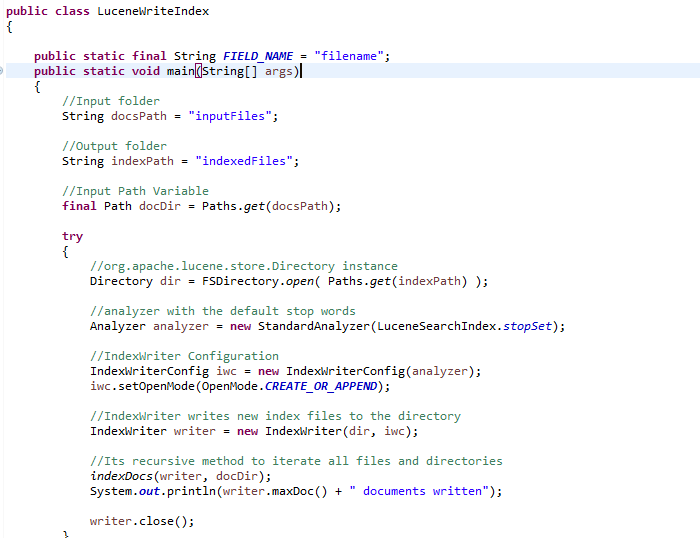 public class LuceneWriteIndex
{
public static final String FIELD_NAME = "filename";
public static void main(String[] args)
{
//Input folder
String docsPath = "inputFiles";
//Output folder
String indexPath = "indexedFiles";
//Input Path Variable
final Path docDir = Paths.get(docsPath);
try
{
//org.apache.lucene.store.Directory instance
Directory dir = FSDirectory.open( Paths.get(indexPath) );
//analyzer with the default stop words
Analyzer analyzer = new StandardAnalyzer(LuceneSearchIndex.stopSet);
//IndexWriter Configuration
IndexWriterConfig iwc = new IndexWriterConfig(analyzer);
iwc.setOpenMode(OpenMode.CREATE_OR_APPEND);
//IndexWriter writes new index files to the directory
IndexWriter writer = new IndexWriter(dir, iwc);
//Its recursive method to iterate all files and directories
indexDocs(writer, docDir);
System.out.println(writer.maxDoc() + " documents written");
writer.close();
}